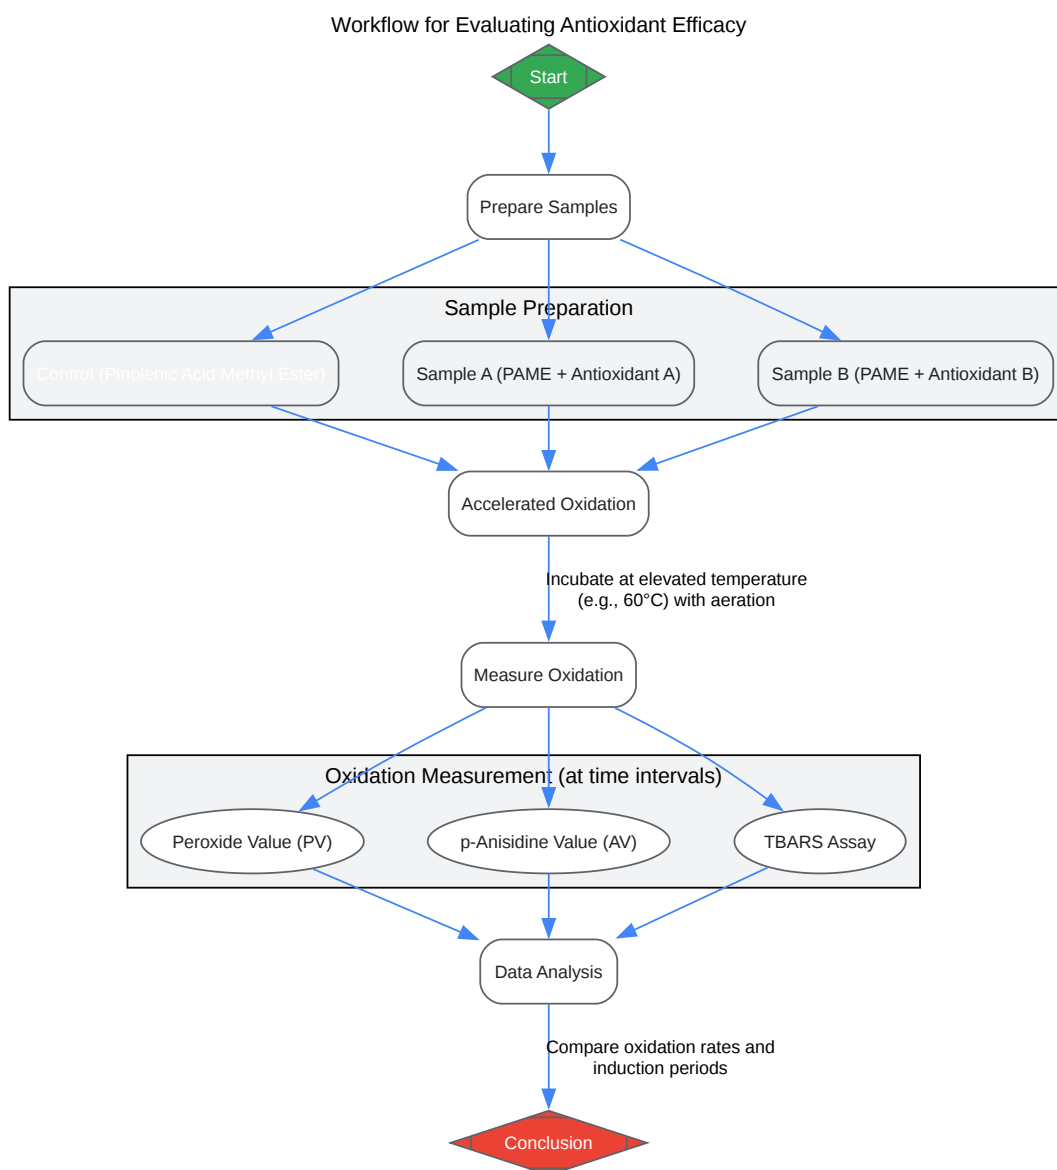 Workflow for Evaluating Antioxidant Efficacy
Start
Prepare Samples
Sample Preparation
Control (Pinolenic Acid Methyl Ester)
Sample A (PAME + Antioxidant A)
Sample B (PAME + Antioxidant B)
Accelerated Oxidation
Incubate at elevated temperature
(e.g., 60°C) with aeration
Measure Oxidation
Oxidation Measurement (at time intervals)
Peroxide Value (PV)
p-Anisidine Value (AV)
TBARS Assay
Data Analysis
Compare oxidation rates and
induction periods
Conclusion